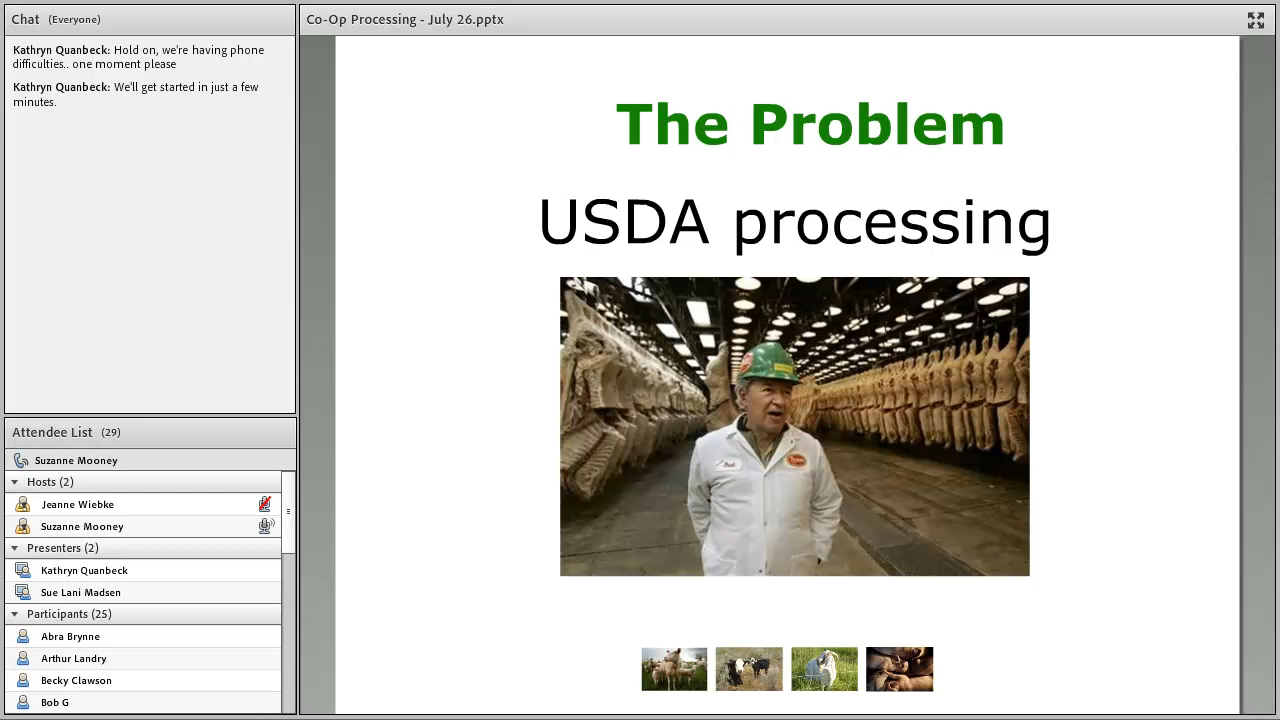 Chat (Everyone)
Kathryn Quanbeck: Hold on, we're having phone
difficulties.. one moment please
Kathryn Quanbeck: We'll get started in just a few
minutes.
Attendee List (29)
Suzanne Mooney
Hosts (2)
Jeanne Wiebke
Suzanne Mooney
Presenters (2)
Kathryn Quanbeck
Sue Lani Madsen
Participants (25)
Abra Brynne
Arthur Landry
Becky Clawson
Bob G
Co-Op Processing - July 26.pptx
The Problem
USDA processing
Tyson